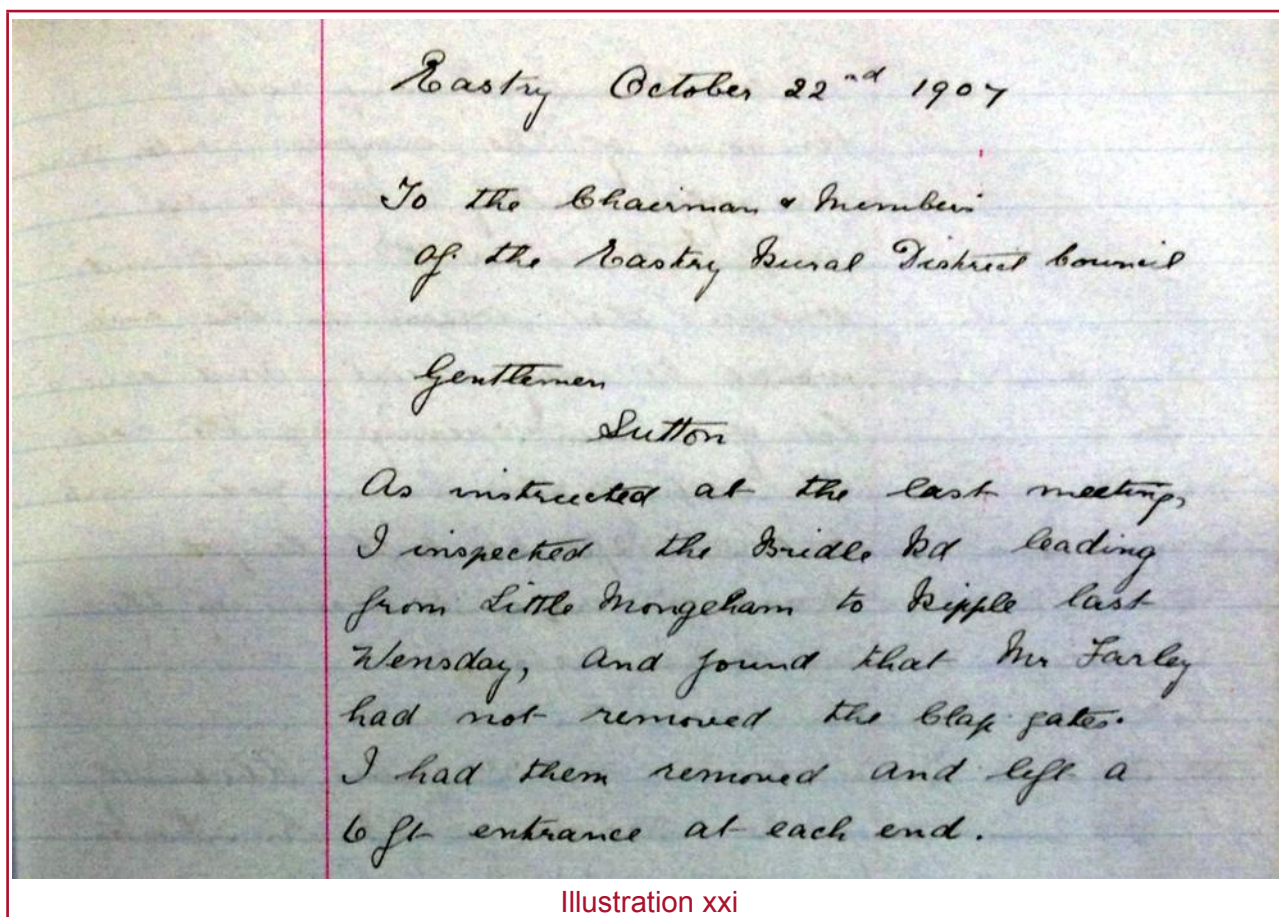 Eastry October 22nd 1907
To the Chairman & Members
of the Eastry Rural District Council
Gentlemen
Sutton
As instructed at the last meeting,
I inspected the Bridle Rd leading
from Little Mongeham to Ripple last
Wensday, and found that Mr Farley
had not removed the Clap gates.
I had them removed and left a
6 ft entrance at each end.
Illustration xxi